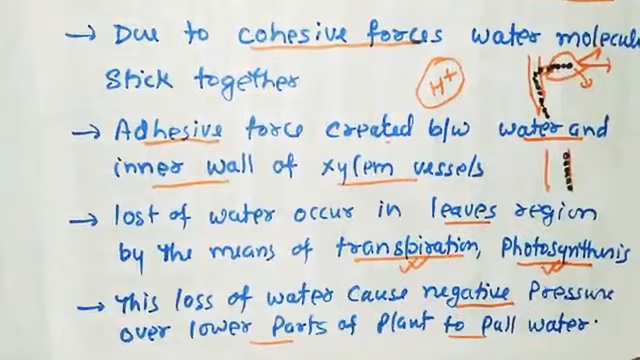 → Due to cohesive forces water molecule
stick together
H+
→ Adhesive force created b/w water and
inner wall of xylem vessels
→ lost of water occur in leaves region
by the means of transpiration, photosynthesis
→ This loss of water cause negative pressure
over lower parts of plant to pull water.